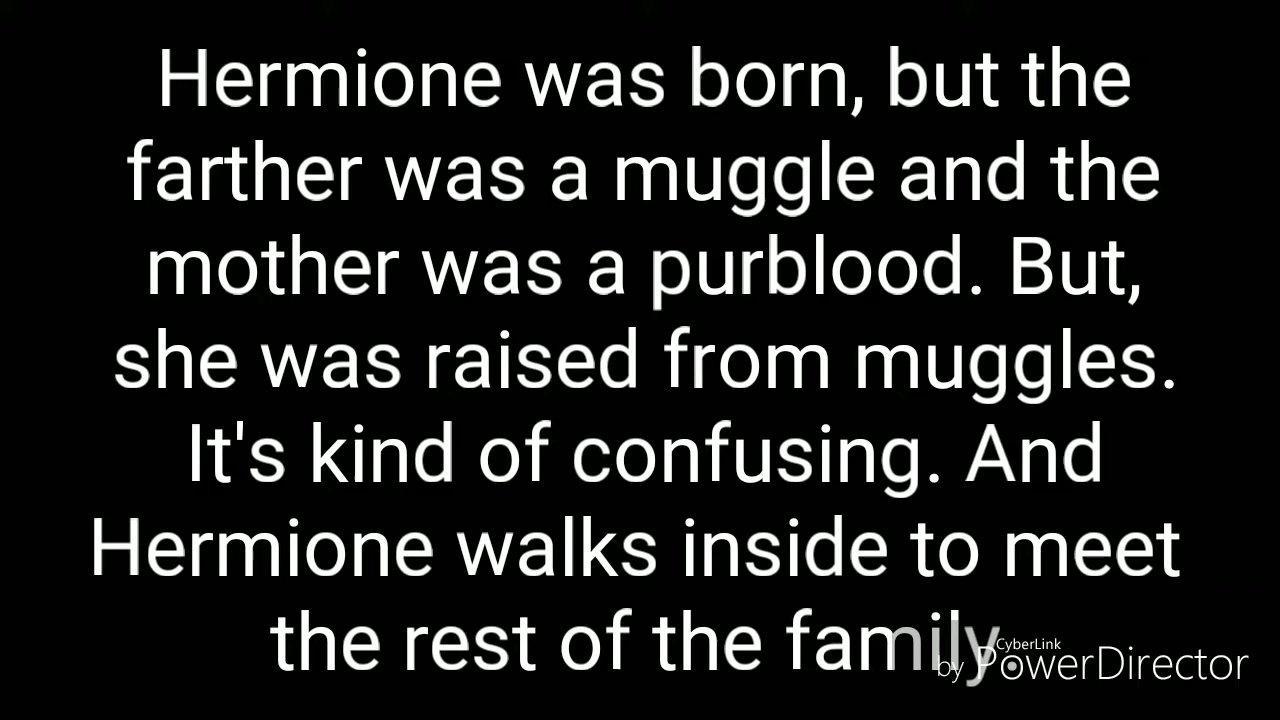 Hermione was born, but the
farther was a muggle and the
mother was a purblood. But,
she was raised from muggles.
It's kind of confusing. And
Hermione walks inside to meet
the rest of the family
CyberLink
by PowerDirector